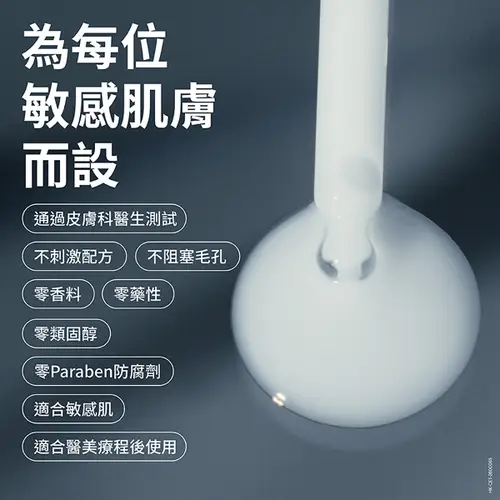 為每位
敏感肌膚
而設
通過皮膚科醫生測試
不刺激配方 不阻塞毛孔
零香料 零藥性
零類固醇
零Paraben防腐劑
適合敏感肌
適合醫美療程後使用